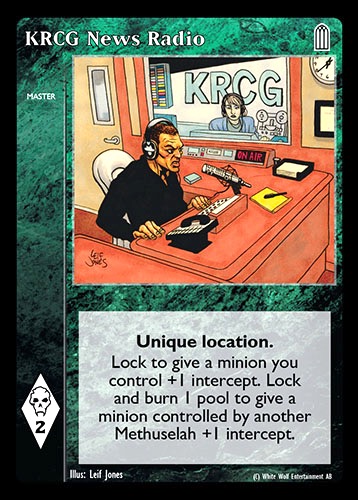 KRCG News Radio
MASTER
KRCG
ON AIR
LEIF
JONES
Unique location.
Lock to give a minion you
control +1 intercept. Lock
and burn 1 pool to give a
minion controlled by another
Methuselah +1 intercept.
2
Illus: Leif Jones
(C) White Wolf Entertainment AB